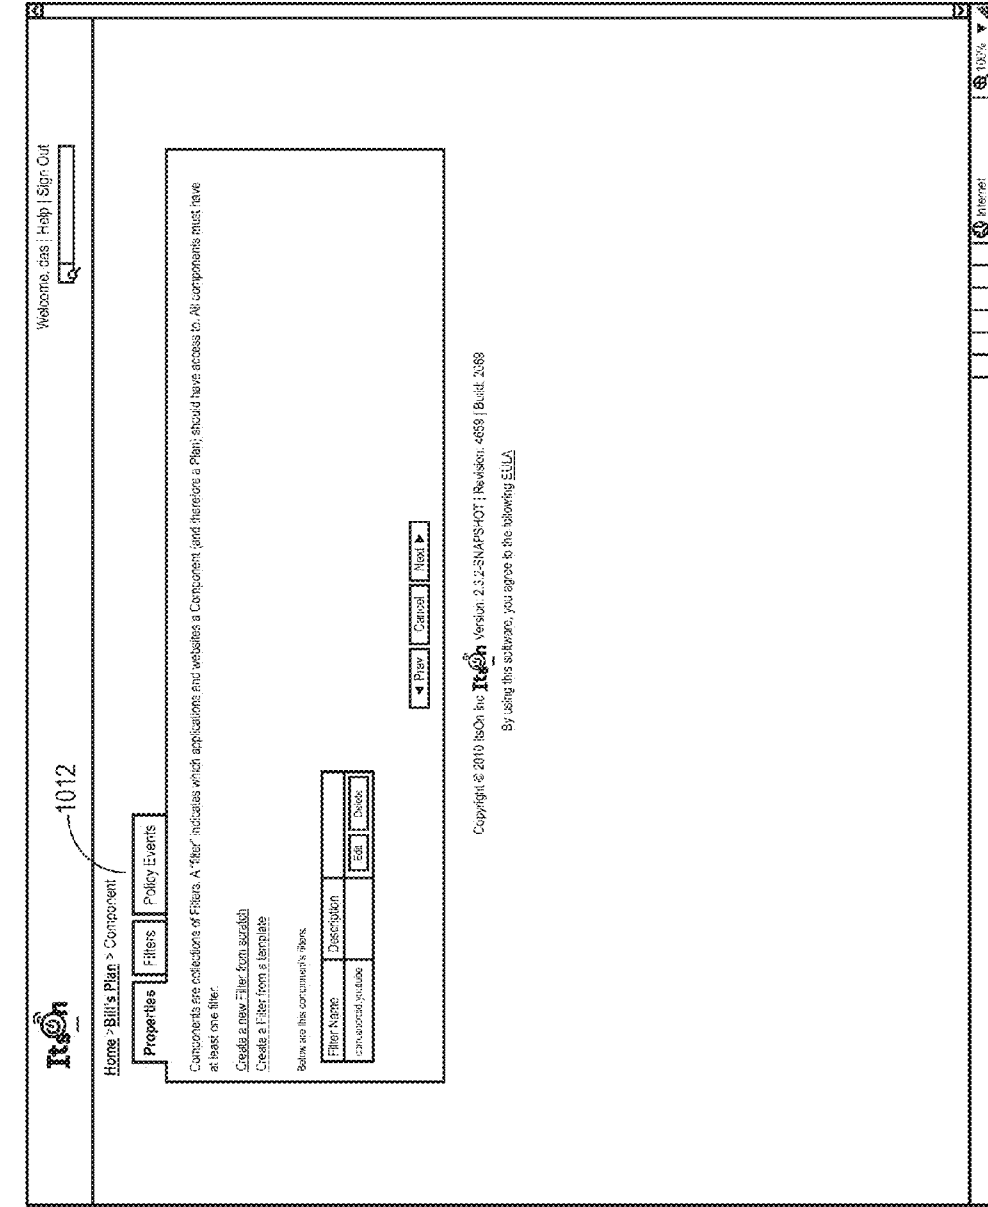 ItsOn
Welcome, das | Help | Sign Out
1012
Home > Bill's Plan > Component
Properties
Filters
Policy Events
Components are collections of Filters. A "filter" indicates which applications and websites a Component (and therefore a Plan) should have access to. All components must have
at least one filter.
Create a new Filter from scratch
Create a Filter from a template
Below are this component's filters.
Filter Name
Description
Edit
Delete
◄ Prev
Cancel
Next ►
Copyright © 2010 ItsOn Inc ItsOn Version: 2.3.2-SNAPSHOT | Revision: 4659 | Build: 2069
By using this software, you agree to the following EULA
Internet
100%